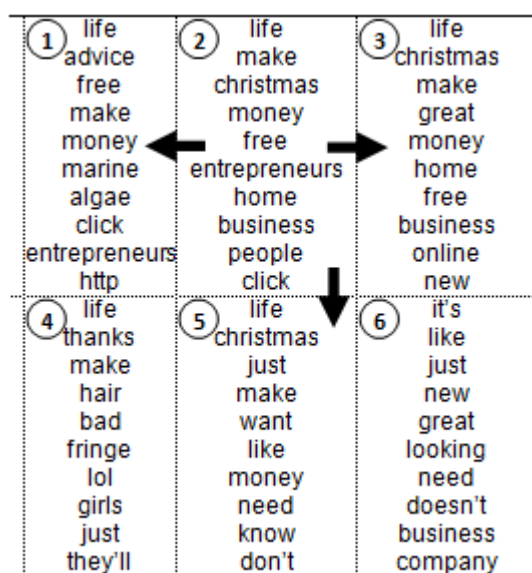 1
life
advice
free
make
money
marine
algae
click
entrepreneurs
http
2
life
make
christmas
money
free
entrepreneurs
home
business
people
click
3
life
christmas
make
great
money
home
free
business
online
new
4
life
thanks
make
hair
bad
fringe
lol
girls
just
they'll
5
life
christmas
just
make
want
like
money
need
know
don't
6
it's
like
just
new
great
looking
need
doesn't
business
company